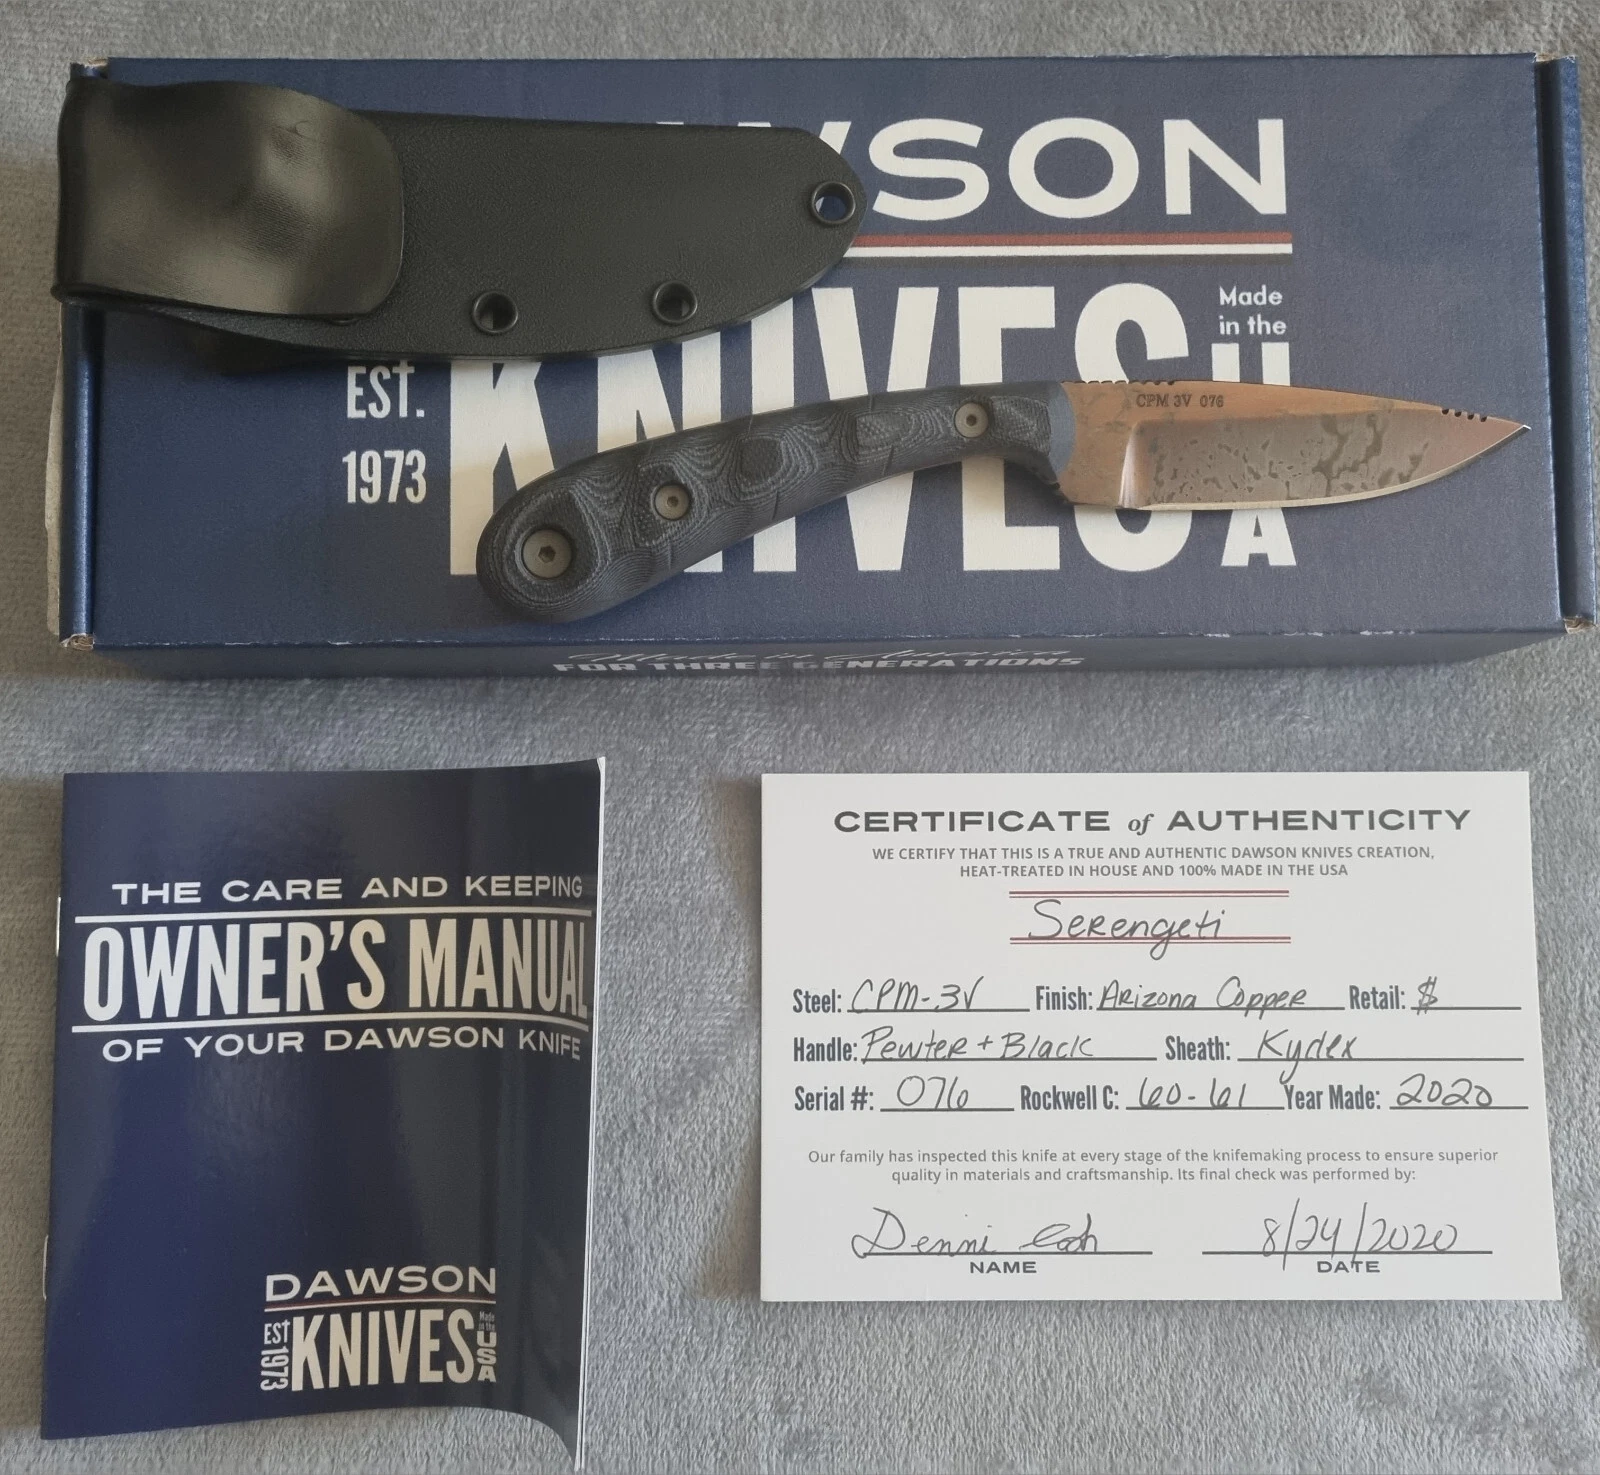 WSON
KNIVES
Made
in the
U
A
EST.
1973
CPM 3V 076
Made in America
FOR THREE GENERATIONS
THE CARE AND KEEPING
OWNER'S MANUAL
OF YOUR DAWSON KNIFE
DAWSON
EST 1973 KNIVES Made in the USA
CERTIFICATE of AUTHENTICITY
WE CERTIFY THAT THIS IS A TRUE AND AUTHENTIC DAWSON KNIVES CREATION,
HEAT-TREATED IN HOUSE AND 100% MADE IN THE USA
Serengeti
Steel: CPM-3V Finish: Arizona Copper Retail: $
Handle: Pewter + Black Sheath: Kydex
Serial #: 076 Rockwell C: 60-61 Year Made: 2020
Our family has inspected this knife at every stage of the knifemaking process to ensure superior
quality in materials and craftsmanship. Its final check was performed by:
8/24/2020
NAME DATE